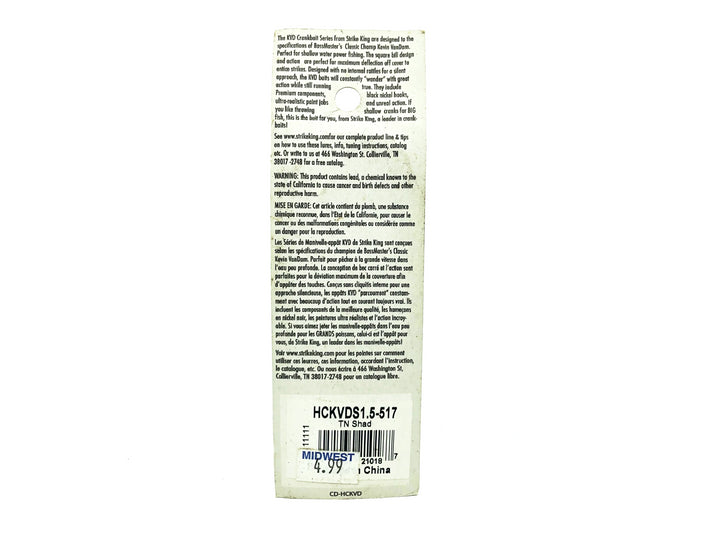 The KVD Crankbait Series from Strike King are designed to the
specifications of BassMaster's Classic Champ Kevin VanDam.
Perfect for shallow water power fishing. The square bill design
and action are perfect for maximum deflection off cover to
entice strikes. Designed with no internal rattles for a silent
approach, the KVD baits will constantly "wander" with great
action while still running true. They include
Premium components, black nickel hooks,
ultra-realistic paint jobs and unreal action. If
you like throwing shallow cranks for BIG
fish, this is the bait for you, from Strike King, a leader in crank-
baits!
See www.strikeking.comfor our complete product line & tips
on how to use these lures, info, tuning instructions, catalog
etc. Or write to us at 466 Washington St. Collierville, TN
38017-2748 for a free catalog.
WARNING: This product contains lead, a chemical known to the
state of California to cause cancer and birth defects and other
reproductive harm.
MISE EN GARDE: Cet article contient du plomb, une substance
chimique reconnue, dans l'Etat de la Californie, pour causer le
cancer ou des malformations congénitales ou considérée comme
un danger pour la reproduction.
Les Séries de Manivelle-appât KVD de Strike King sont conçues
selon les spécifications du champion de BassMaster's Classic
Kevin VanDam. Parfait pour pêcher à la grande vitesse dans
l'eau pas profonde. La conception de bec carré et l'action sont
parfaites pour la déviation maximum de la couverture afin
d'appâter des touches. Conçus sans cliquitis interne pour une
approche silencieuse, les appâts KVD "parcourent" constam-
ment avec beaucoup d'action tout en courant toujours vrai. Ils
incluent les componants de la meilleure qualité, les hameçons
en nickel noir, les peintures ultra réalistes et l'action incroy-
able. Si vous aimez jeter les manivelle-appâts dans l'eau pas
profonde pour les GRANDS poissons, celui-ci est l'appât pour
vous, de Strike King, un leader dans les manivelle-appâts!
Voir www.strikeking.com pour les pointes sur comment
utiliser ces leurres, ces information, accordant l'instruction,
le catalogue, etc. Ou nous écrire à 466 Washington St,
Collierville, TN 38017-2748 pour un catalogue libre.
HCKVDS1.5-517
TN Shad
11111
MIDWEST
4.99
21018 7
China
CD-HCKVD